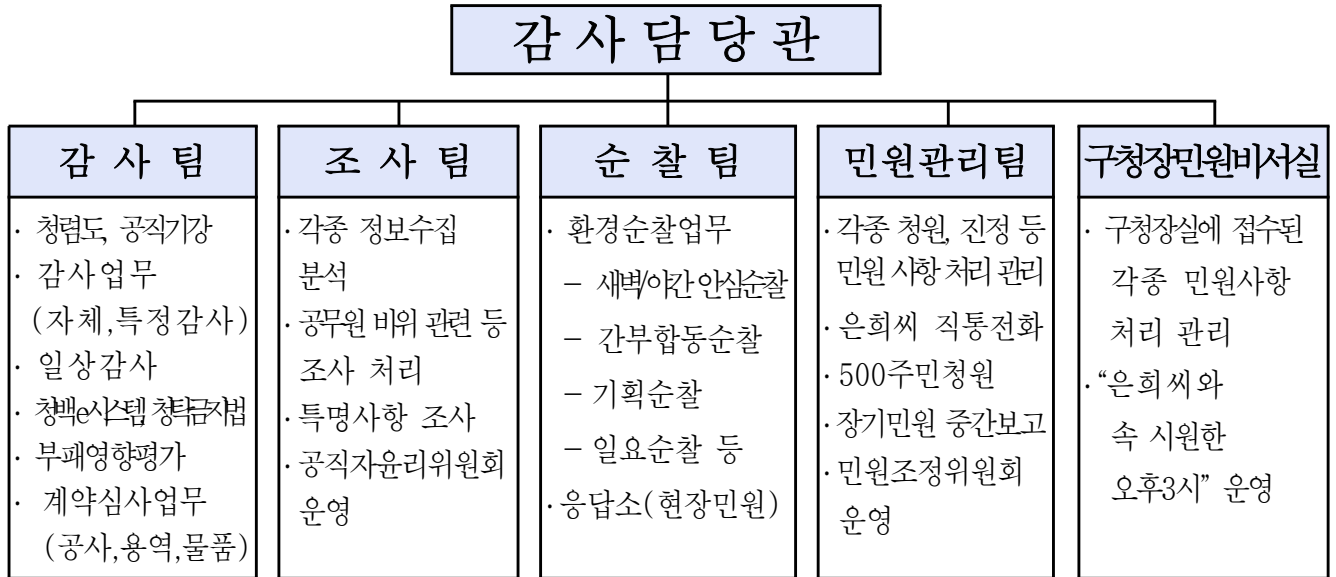 감사담당관
감사팀
· 청렴도, 공직기강
· 감사업무
(자체,특정감사)
· 일상감사
· 청백e시스템, 청탁금지법
· 부패영향평가
· 계약심사업무
(공사,용역,물품)
조사팀
· 각종 정보수집
분석
· 공무원 비위 관련 등
조사 처리
· 특명사항 조사
· 공직자윤리위원회
운영
순찰팀
· 환경순찰업무
- 새벽/야간 안심순찰
- 간부합동순찰
- 기획순찰
- 일요순찰 등
· 응답소(현장민원)
민원관리팀
· 각종 청원, 진정 등
민원 사항 처리 관리
· 은희씨 직통전화
· 500주민청원
· 장기민원 중간보고
· 민원조정위원회
운영
구청장민원비서실
· 구청장실에 접수된
각종 민원사항
처리 관리
· “은희씨와
속 시원한
오후3시” 운영